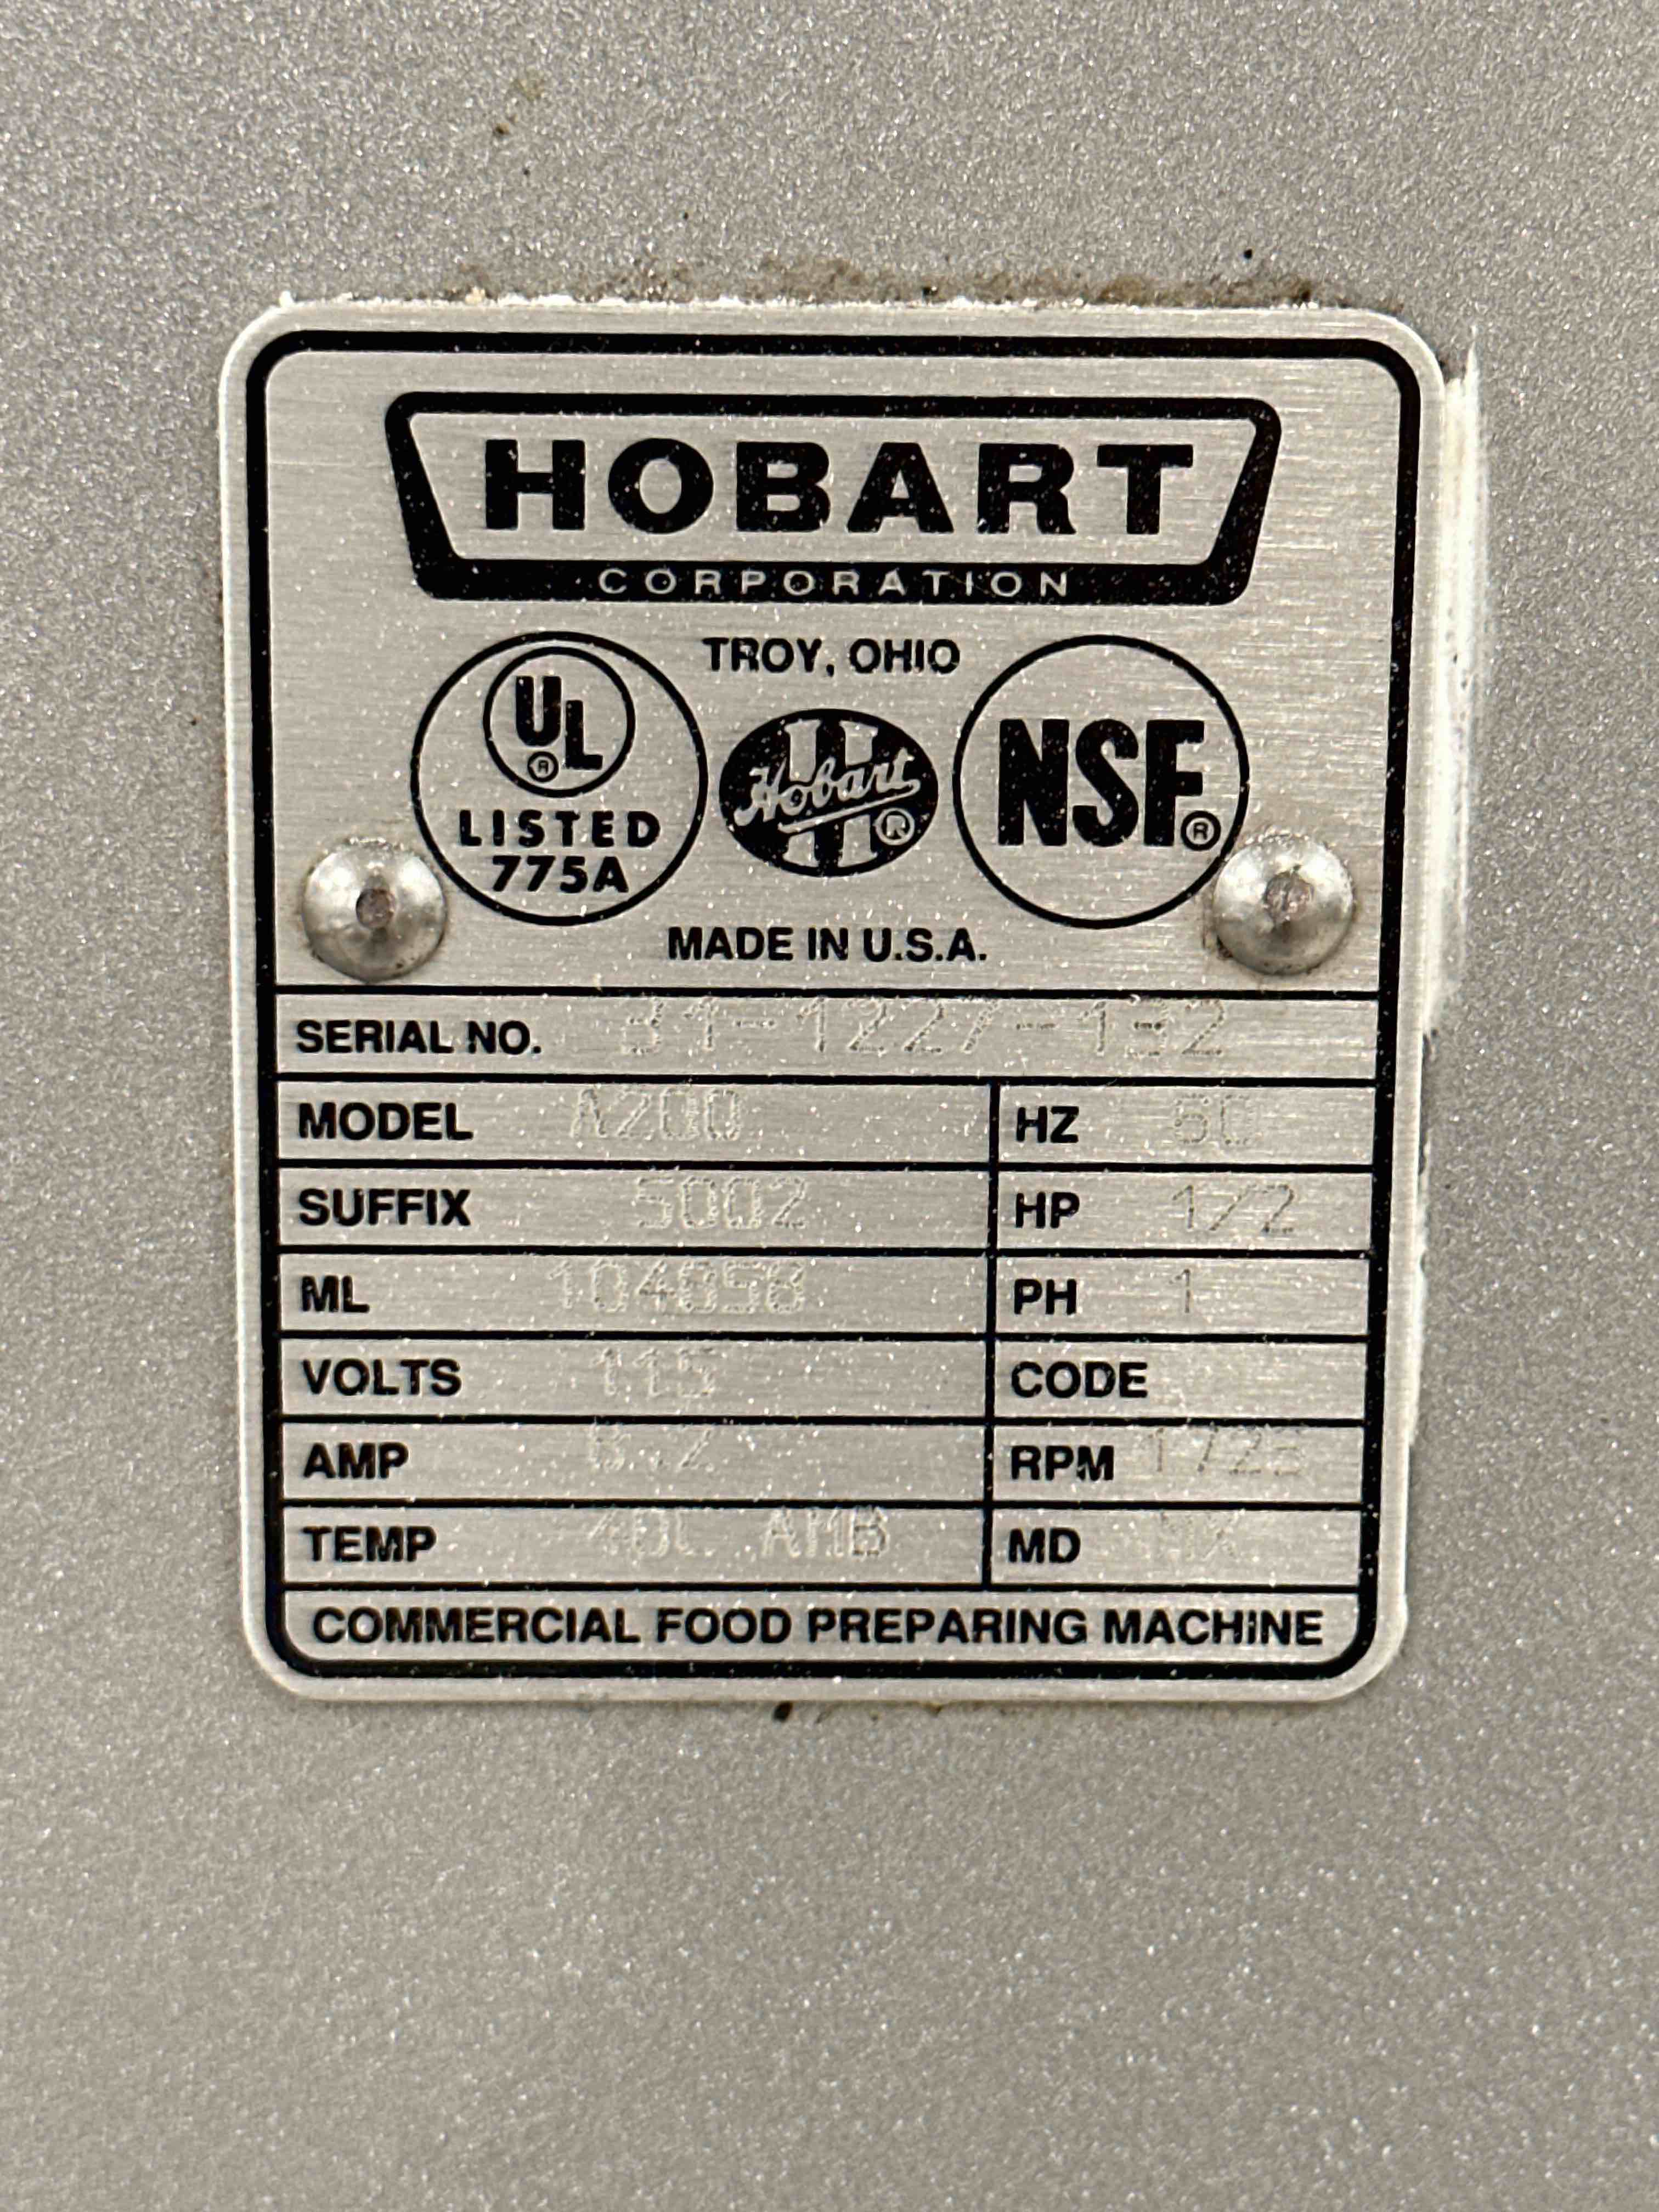 HOBART
CORPORATION
TROY, OHIO
UL®
LISTED
775A
Hobart®
NSF®
MADE IN U.S.A.
SERIAL NO. 31-1227-132
MODEL A200 HZ 60
SUFFIX 5002 HP 1/2
ML PH 1
VOLTS 115 CODE
AMP RPM 1725
TEMP AMB MD
COMMERCIAL FOOD PREPARING MACHINE